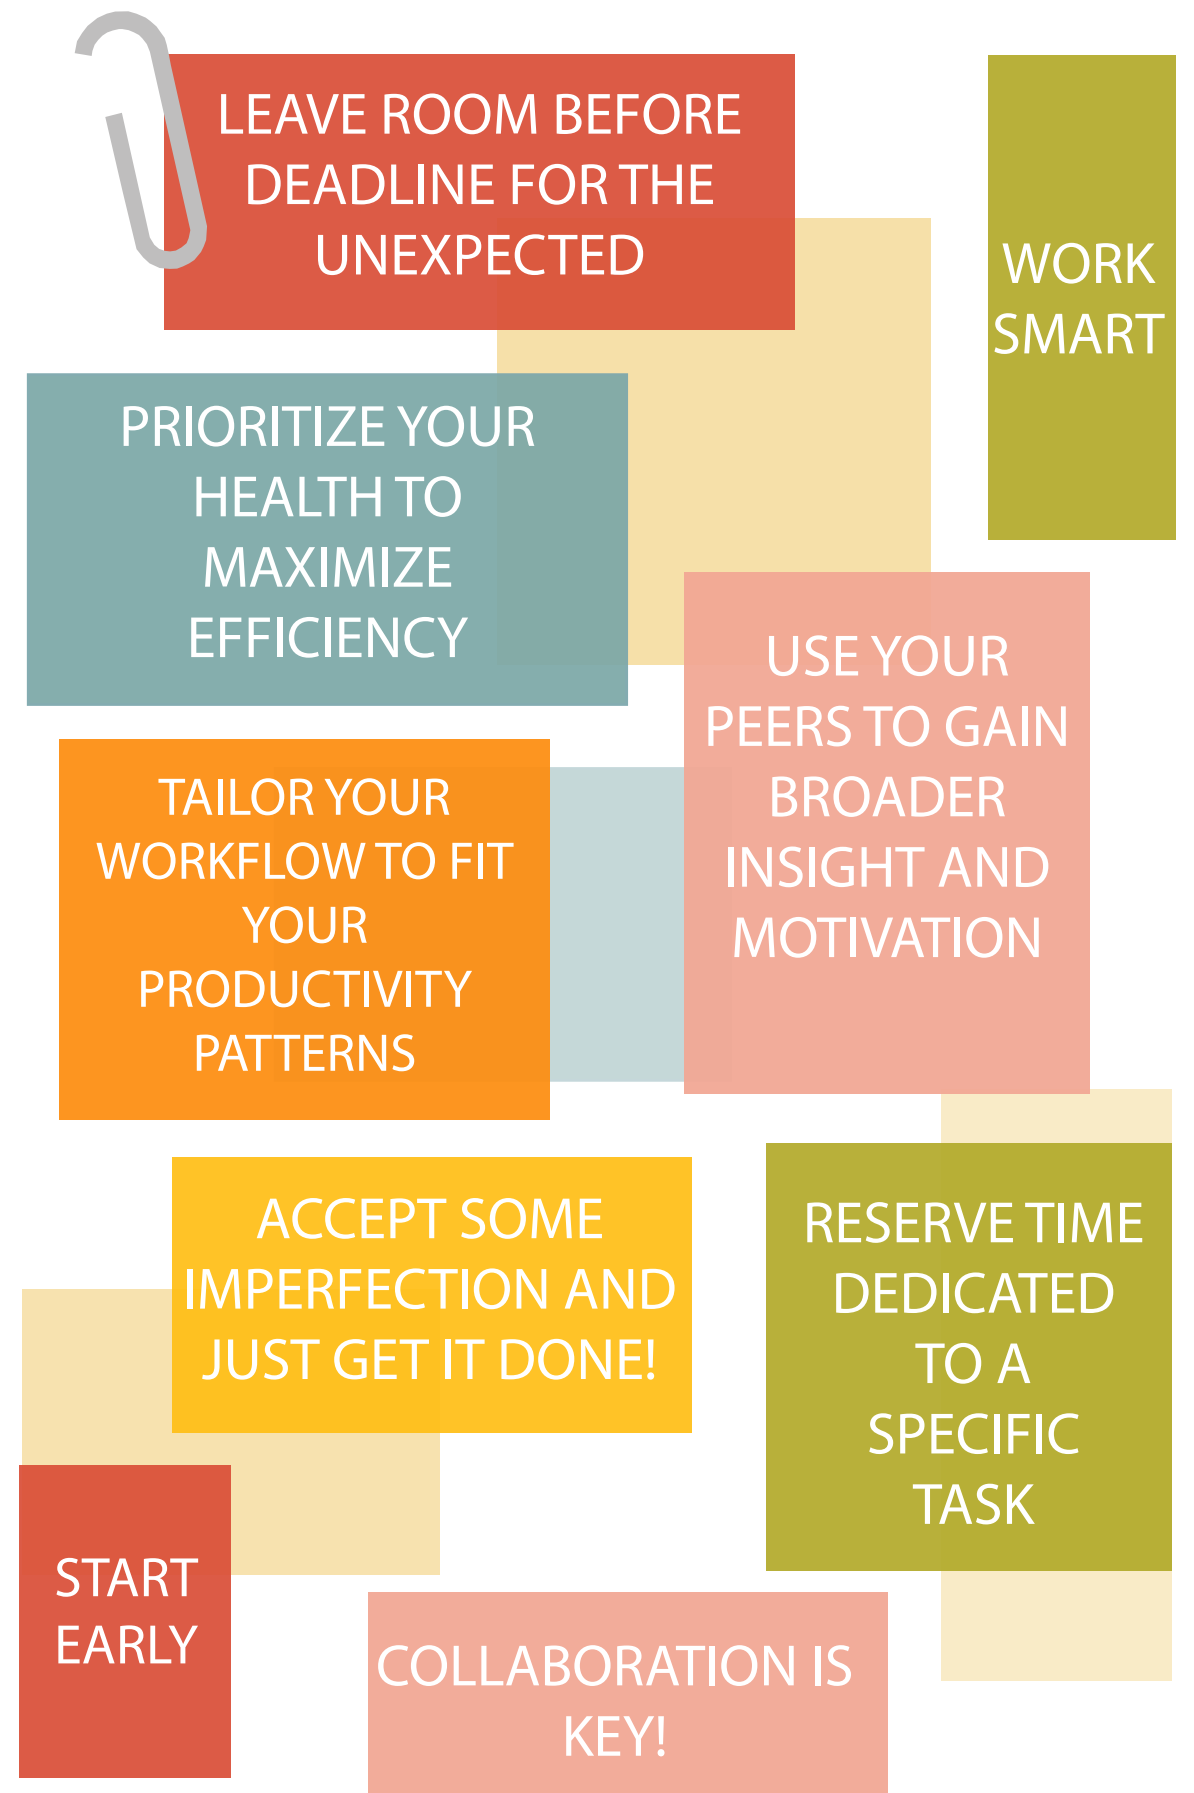 LEAVE ROOM BEFORE
DEADLINE FOR THE
UNEXPECTED
WORK
SMART
PRIORITIZE YOUR
HEALTH TO
MAXIMIZE
EFFICIENCY
USE YOUR
PEERS TO GAIN
BROADER
INSIGHT AND
MOTIVATION
TAILOR YOUR
WORKFLOW TO FIT
YOUR
PRODUCTIVITY
PATTERNS
ACCEPT SOME
IMPERFECTION AND
JUST GET IT DONE!
RESERVE TIME
DEDICATED
TO A
SPECIFIC
TASK
START
EARLY
COLLABORATION IS
KEY!